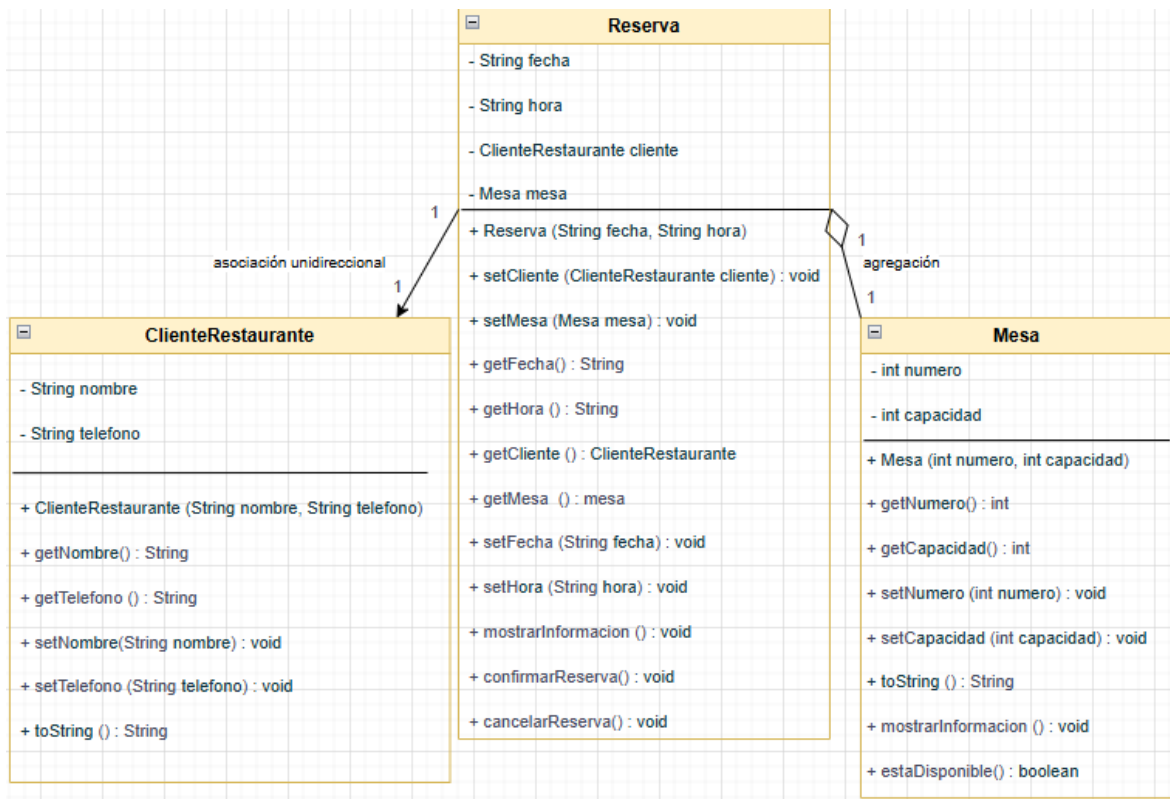 Reserva
- String fecha
- String hora
- ClienteRestaurante cliente
- Mesa mesa
+ Reserva (String fecha, String hora)
+ setCliente (ClienteRestaurante cliente) : void
+ setMesa (Mesa mesa) : void
+ getFecha() : String
+ getHora () : String
+ getCliente () : ClienteRestaurante
+ getMesa () : mesa
+ setFecha (String fecha) : void
+ setHora (String hora) : void
+ mostrarInformacion () : void
+ confirmarReserva() : void
+ cancelarReserva() : void
1
asociación unidireccional
1
1
agregación
1
ClienteRestaurante
- String nombre
- String telefono
+ ClienteRestaurante (String nombre, String telefono)
+ getNombre() : String
+ getTelefono () : String
+ setNombre(String nombre) : void
+ setTelefono (String telefono) : void
+ toString () : String
Mesa
- int numero
- int capacidad
+ Mesa (int numero, int capacidad)
+ getNumero() : int
+ getCapacidad() : int
+ setNumero (int numero) : void
+ setCapacidad (int capacidad) : void
+ toString () : String
+ mostrarInformacion () : void
+ estaDisponible() : boolean